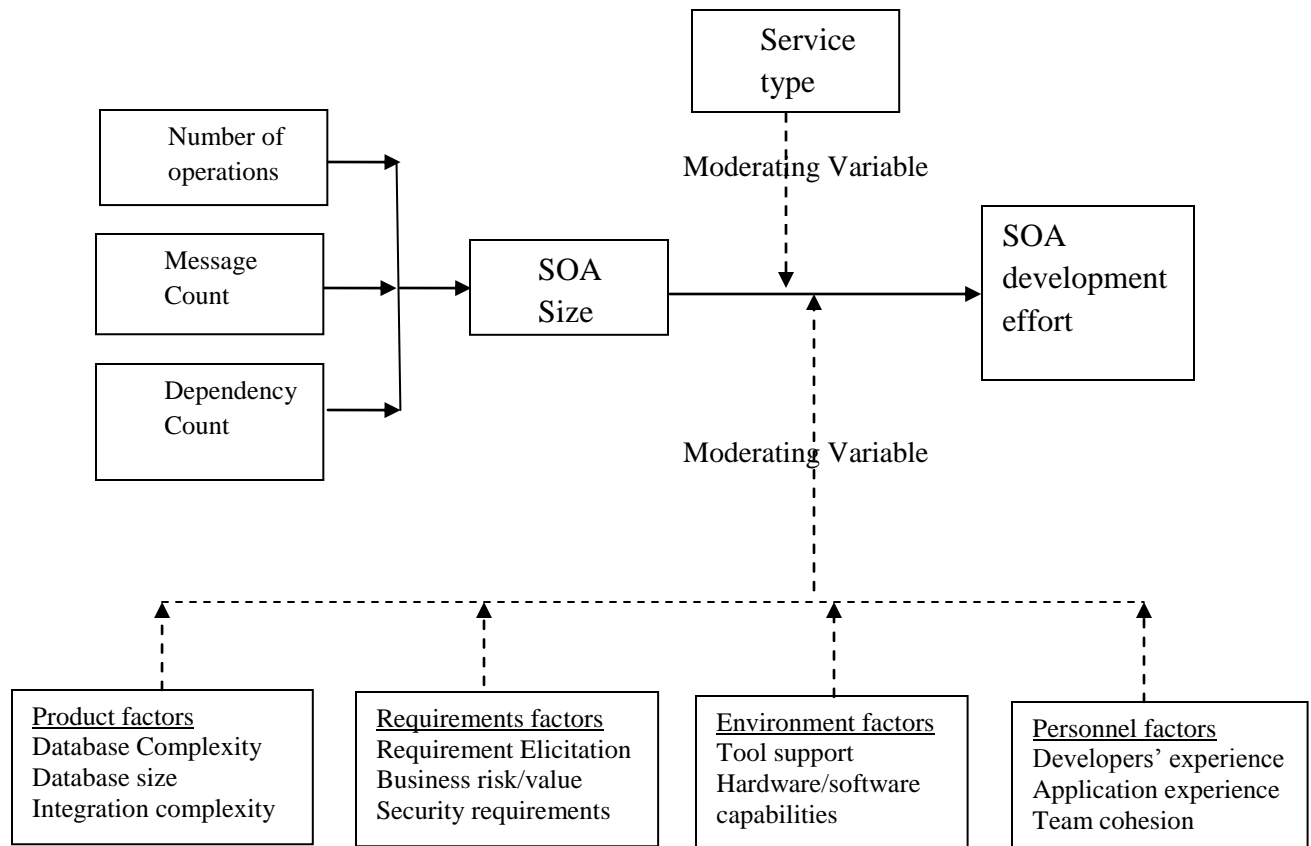 Service
type
Number of
operations
Moderating Variable
Message
Count
SOA
Size
SOA
development
effort
Dependency
Count
Moderating Variable
Product factors
Database Complexity
Database size
Integration complexity
Requirements factors
Requirement Elicitation
Business risk/value
Security requirements
Environment factors
Tool support
Hardware/software
capabilities
Personnel factors
Developers’ experience
Application experience
Team cohesion